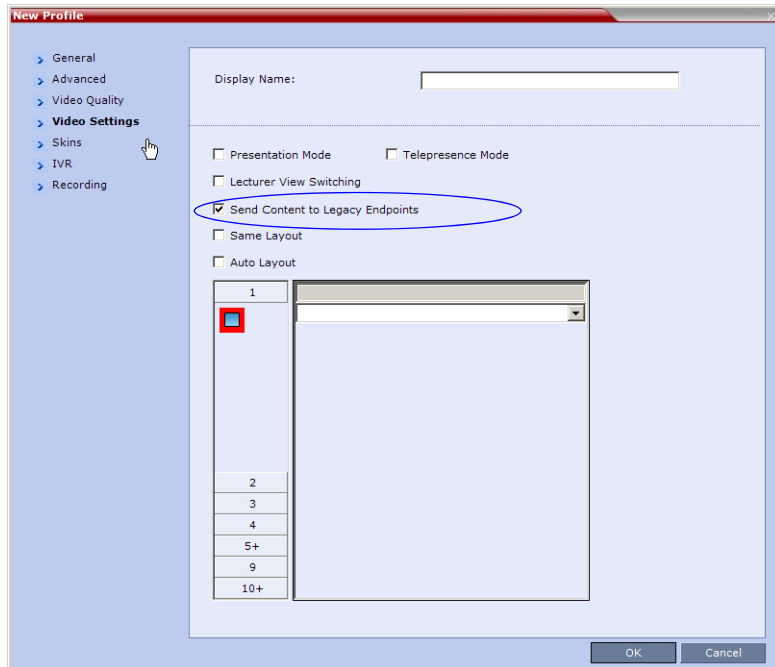 New Profile
General
Advanced
Video Quality
Video Settings
Skins
IVR
Recording
Display Name:
Presentation Mode Telepresence Mode
Lecturer View Switching
Send Content to Legacy Endpoints
Same Layout
Auto Layout
1
2
3
4
5+
9
10+
OK Cancel